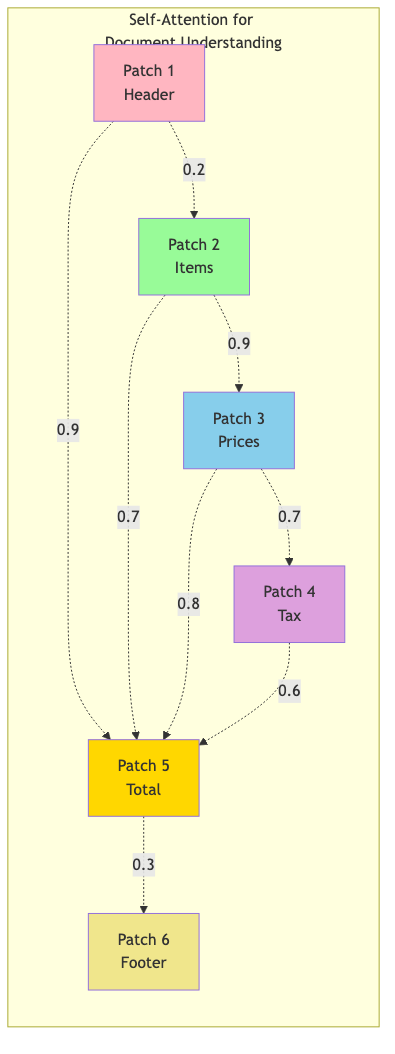 Self-Attention for
Document Understanding
Patch 1
Header
0.2
Patch 2
Items
0.9
Patch 3
Prices
0.9
0.7
0.7
Patch 4
Tax
0.8
0.6
Patch 5
Total
0.3
Patch 6
Footer